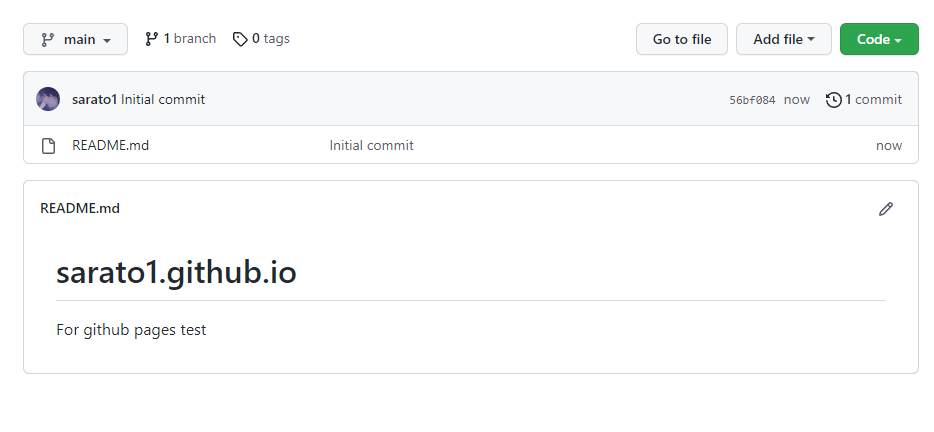 main 1 branch 0 tags Go to file Add file Code
sarato1 Initial commit 56bf084 now 1 commit
README.md Initial commit now
README.md
sarato1.github.io
For github pages test